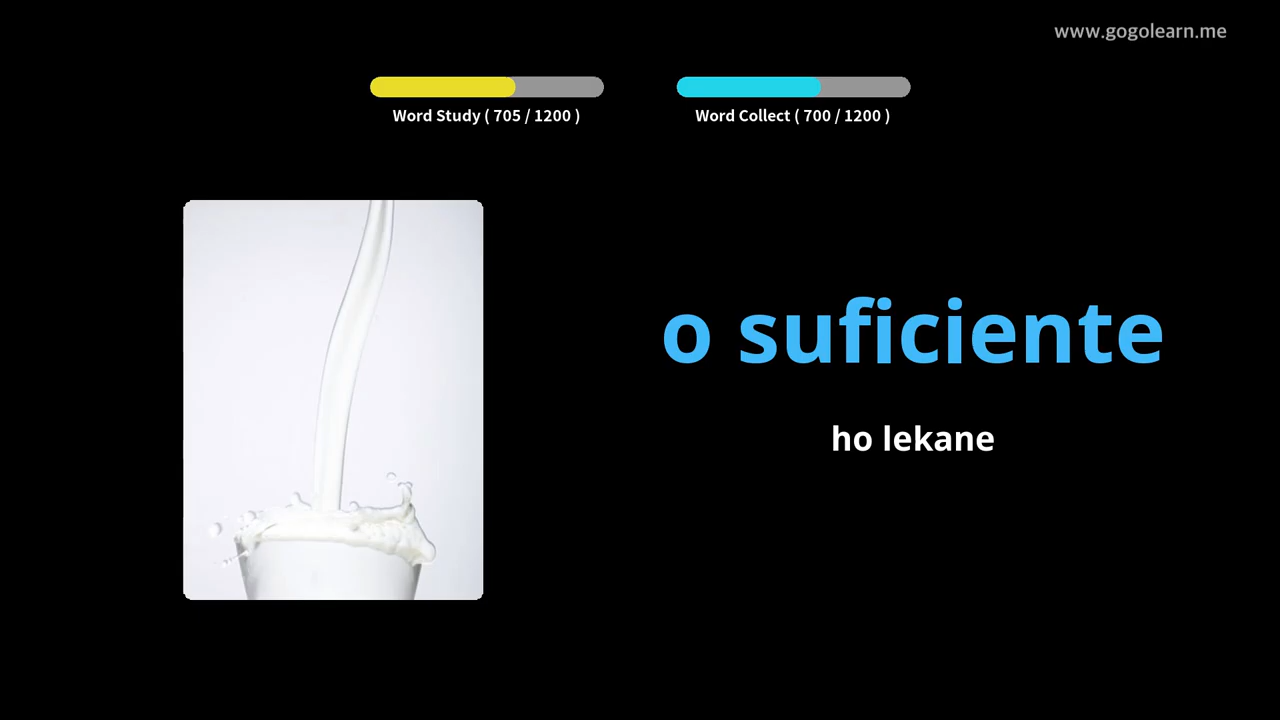 www.gogolearn.me
Word Study ( 705 / 1200 )
Word Collect ( 700 / 1200 )
o suficiente
ho lekane